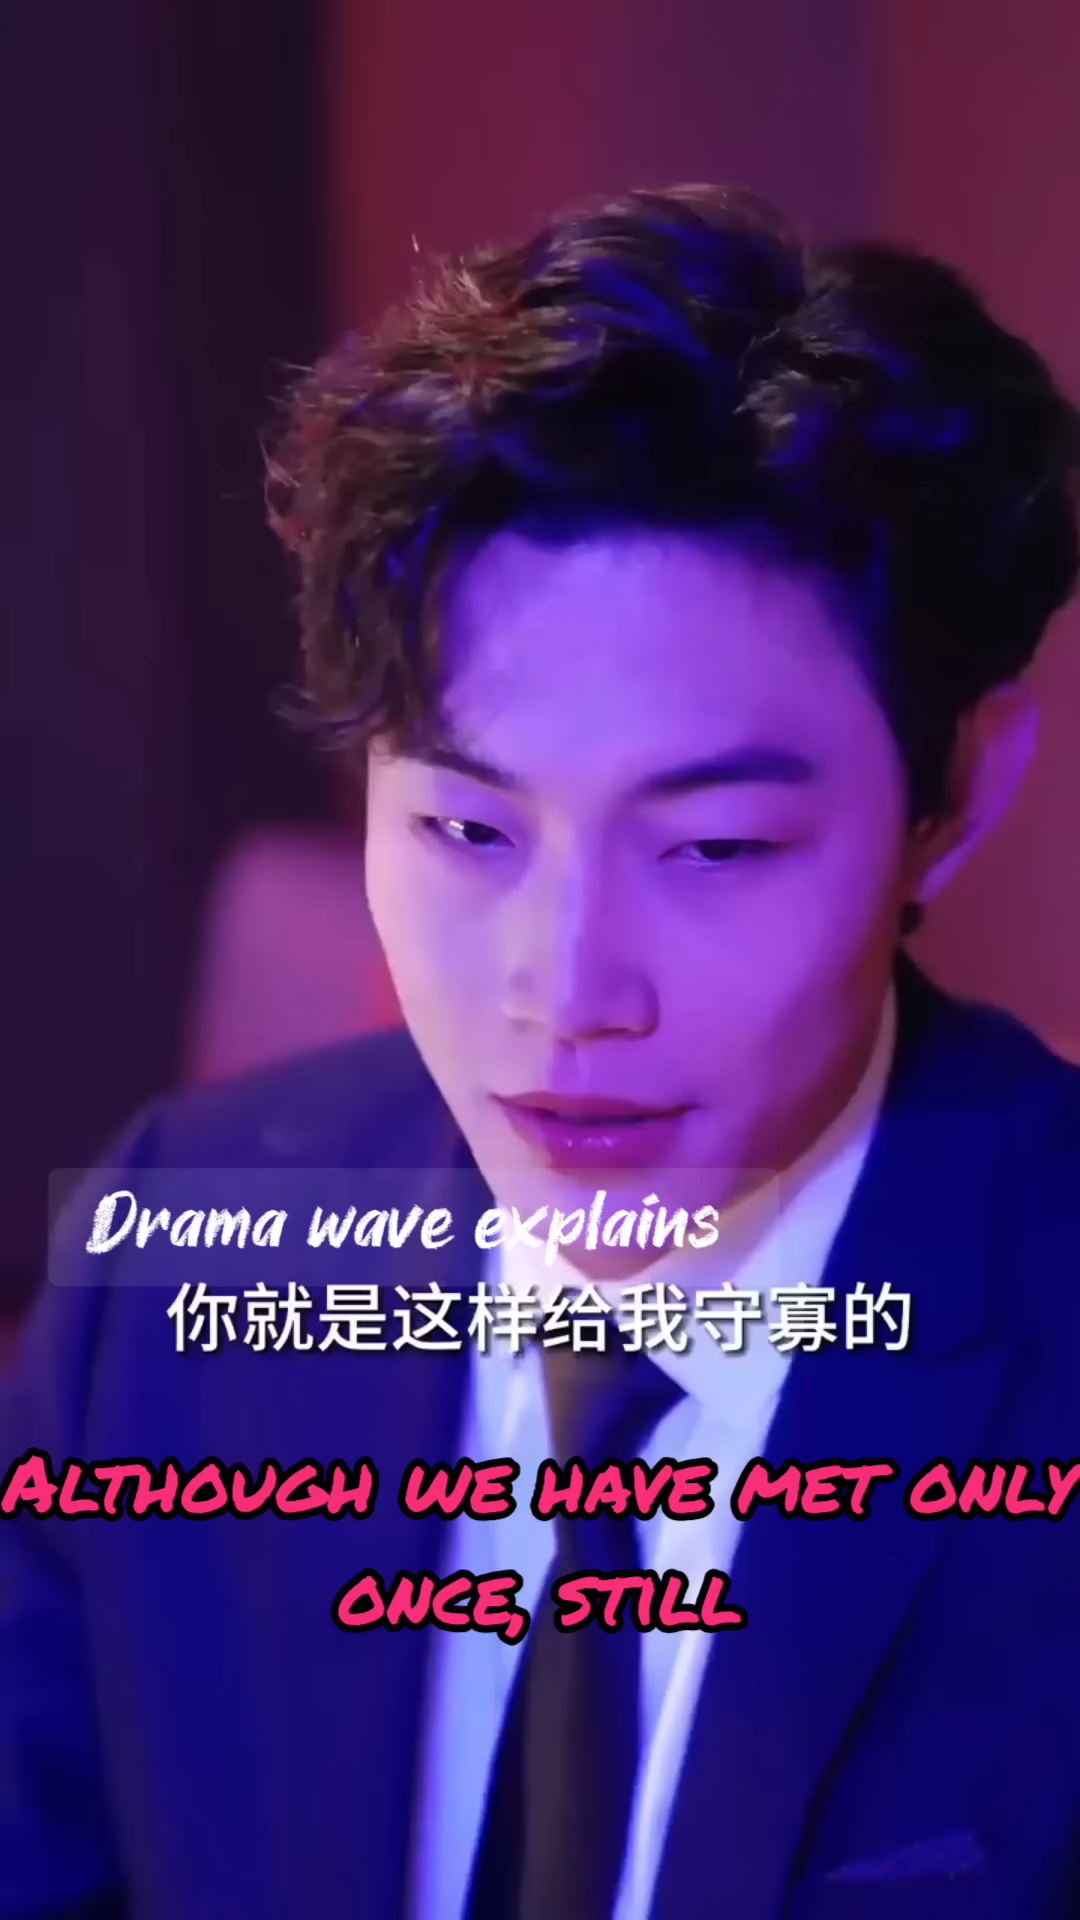 Drama wave explains
你就是这样给我守寡的
ALTHOUGH WE HAVE MET ONLY
ONCE, STILL